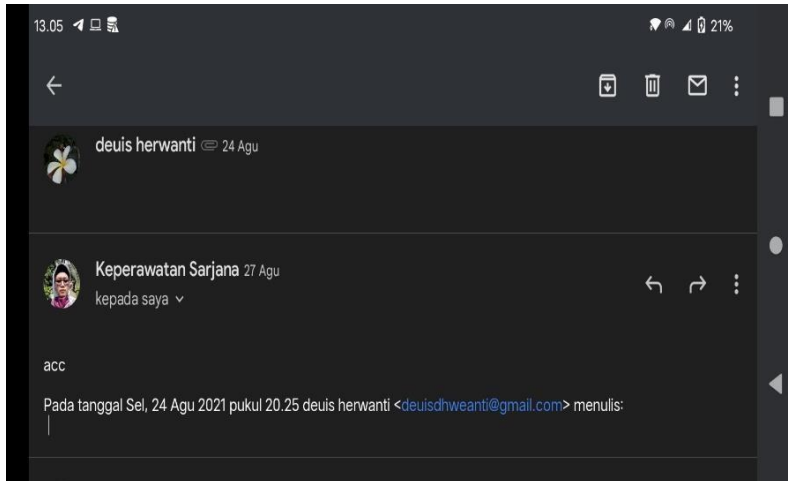 13.05 21%
deuis herwanti 24 Agu
Keperawatan Sarjana 27 Agu
kepada saya
acc
Pada tanggal Sel, 24 Agu 2021 pukul 20.25 deuis herwanti <deuisdhweanti@gmail.com> menulis: